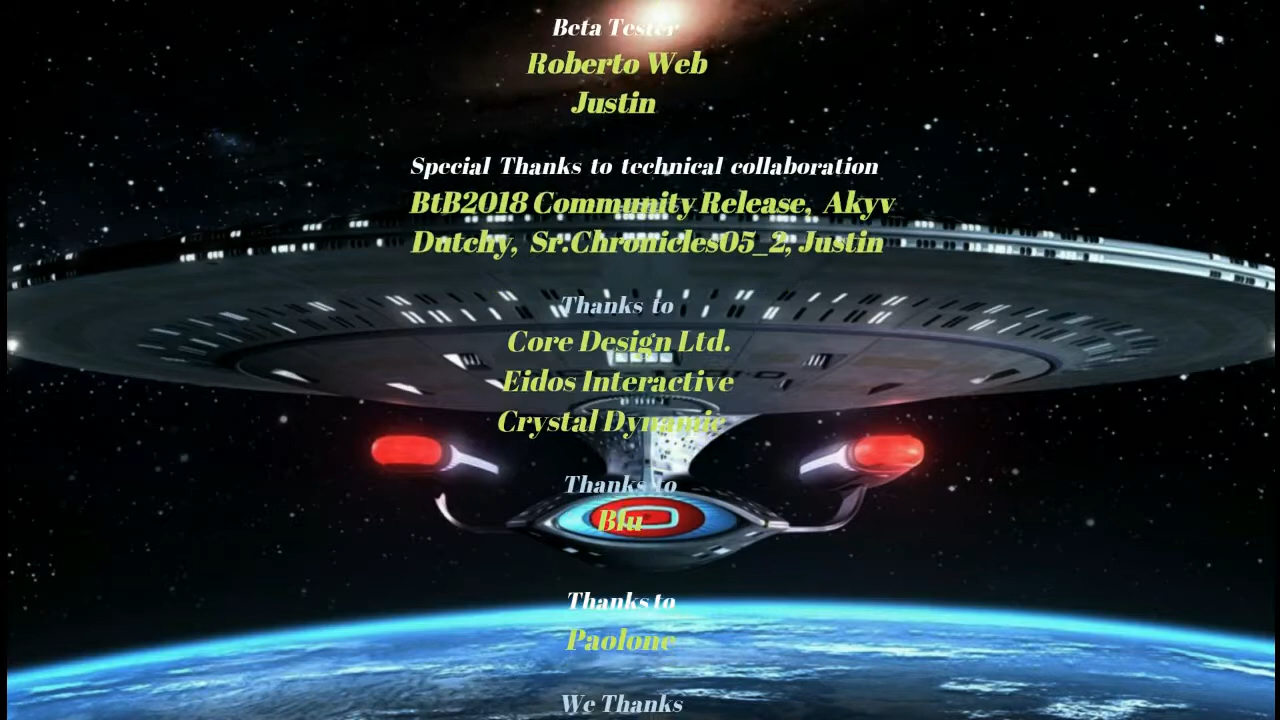 Beta Tester
Roberto Web
Justin
Special Thanks to technical collaboration
BtB2018 Community Release, Akyv
Dutchy, Sr.Chronicles05_2, Justin
Thanks to
Core Design Ltd.
Eidos Interactive
Crystal Dynamic
Thanks to
Blu
Thanks to
Paolone
We Thanks